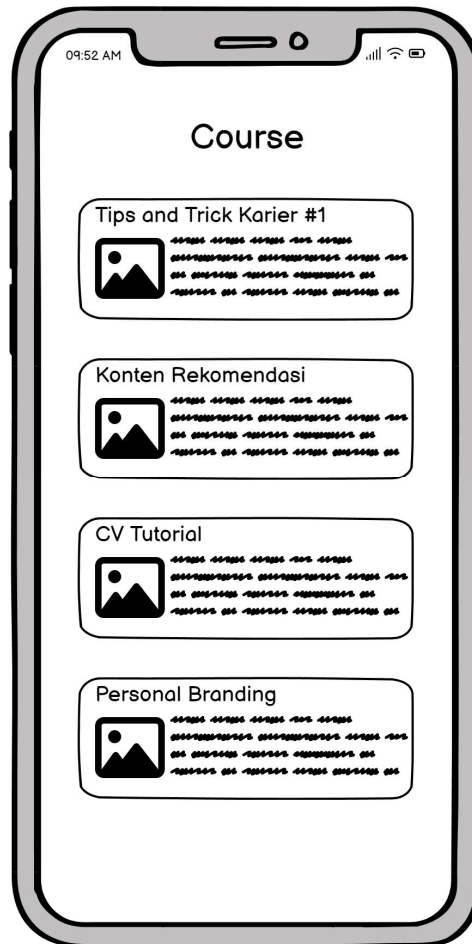 09:52 AM
Course
Tips and Trick Karier #1
Konten Rekomendasi
CV Tutorial
Personal Branding